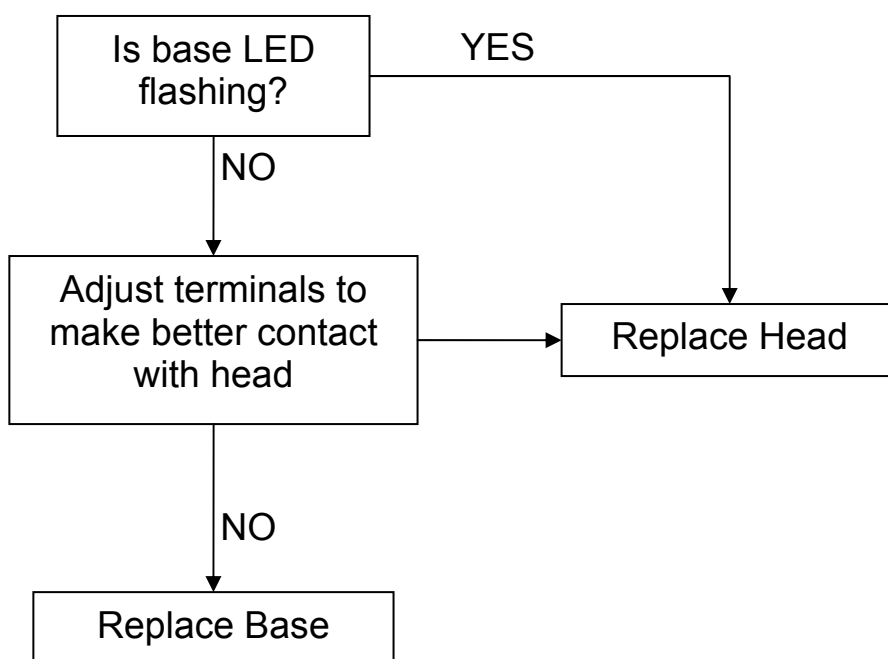 Is base LED
flashing?
YES
NO
Adjust terminals to
make better contact
with head
Replace Head
NO
Replace Base